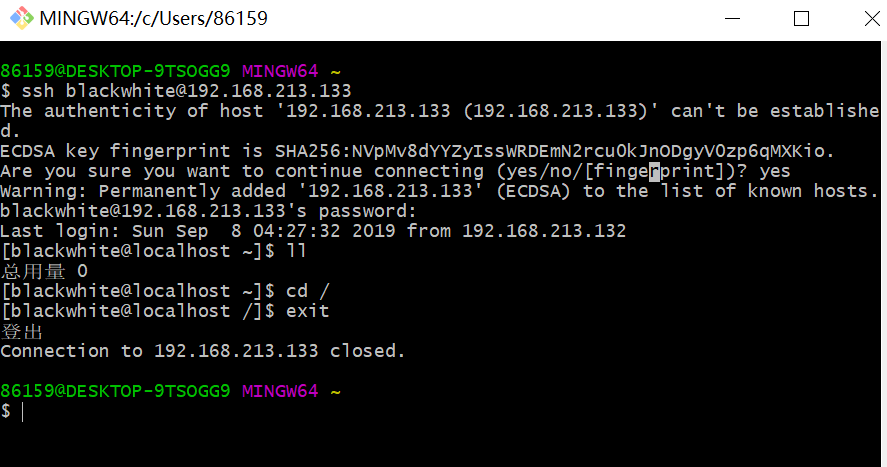 MINGW64:/c/Users/86159
86159@DESKTOP-9TSOGG9 MINGW64 ~
$ ssh blackwhite@192.168.213.133
The authenticity of host '192.168.213.133 (192.168.213.133)' can't be establishe
d.
ECDSA key fingerprint is SHA256:NVpMv8dYYZyIssWRDEmN2rcu0kJnODgyV0zp6qMXKio.
Are you sure you want to continue connecting (yes/no/[fingerprint])? yes
Warning: Permanently added '192.168.213.133' (ECDSA) to the list of known hosts.
blackwhite@192.168.213.133's password:
Last login: Sun Sep  8 04:27:32 2019 from 192.168.213.132
[blackwhite@localhost ~]$ ll
总用量 0
[blackwhite@localhost ~]$ cd /
[blackwhite@localhost /]$ exit
登出
Connection to 192.168.213.133 closed.
86159@DESKTOP-9TSOGG9 MINGW64 ~
$